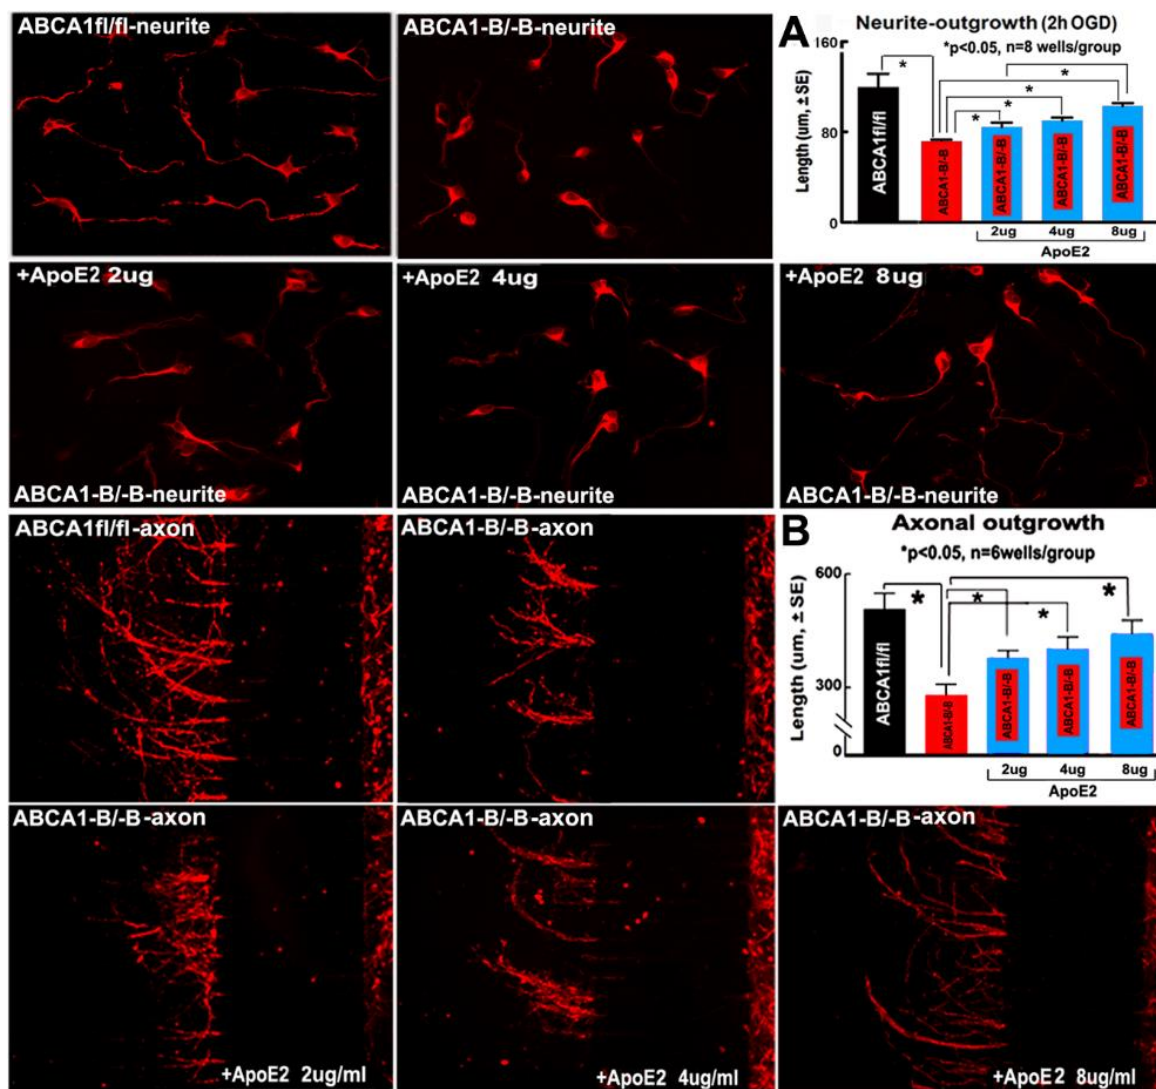 ABCA1fl/fl-neurite
ABCA1-B/-B-neurite
A
Neurite-outgrowth (2h OGD)
*p<0.05, n=8 wells/group
Length (um, ± SE)
160
80
0
*
*
*
*
*
ABCA1fl/fl
ABCA1-B/-B
ABCA1-B/-B
ABCA1-B/-B
ABCA1-B/-B
2ug
4ug
8ug
ApoE2
+ApoE2 2ug
ABCA1-B/-B-neurite
+ApoE2 4ug
ABCA1-B/-B-neurite
+ApoE2 8ug
ABCA1-B/-B-neurite
ABCA1fl/fl-axon
ABCA1-B/-B-axon
B
Axonal outgrowth
*p<0.05, n=6wells/group
Length (um, ± SE)
600
300
0
*
*
*
*
ABCA1fl/fl
ABCA1-B/-B
ABCA1-B/-B
ABCA1-B/-B
ABCA1-B/-B
2ug
4ug
8ug
ApoE2
ABCA1-B/-B-axon
+ApoE2 2ug/ml
ABCA1-B/-B-axon
+ApoE2 4ug/ml
ABCA1-B/-B-axon
+ApoE2 8ug/ml